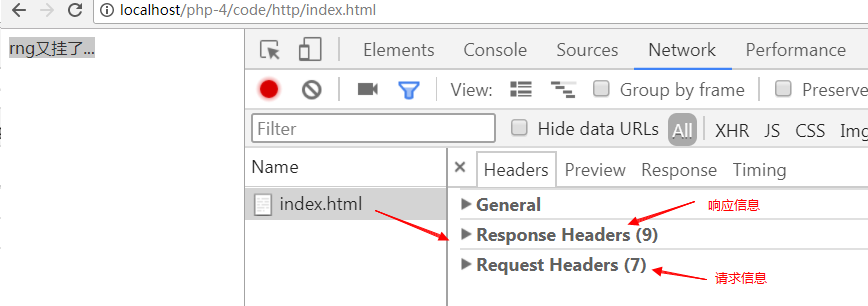 localhost/php-4/code/http/index.html
rng又挂了...
Elements Console Sources Network Performance
View: Group by frame Preserve
Filter Hide data URLs All XHR JS CSS Img
Name × Headers Preview Response Timing
index.html
General
Response Headers (9) 响应信息
Request Headers (7) 请求信息